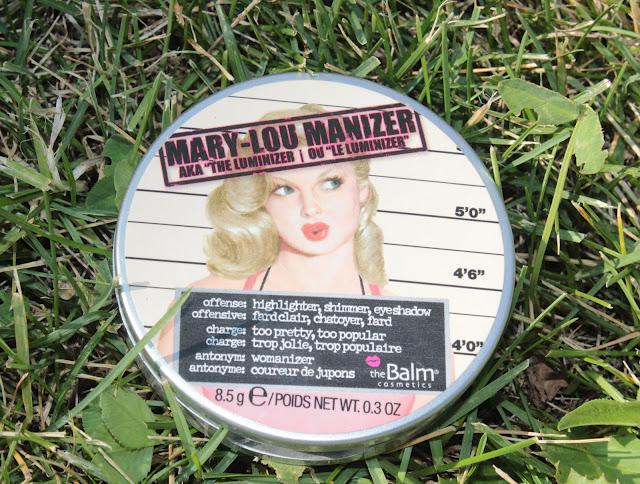 MARY-LOU MANIZER
AKA "THE LUMINIZER" | OU "LE LUMINIZER"
5'0"
4'6"
4'0"
offense: highlighter, shimmer, eyeshadow
offensive: fard clair, chatoyer, fard
charge: too pretty, too popular
charge: trop jolie, trop populaire
antonym: womanizer
antonyme: coureur de jupons
theBalm®
cosmetics
8.5 g ℮/POIDS NET WT. 0.3 OZ